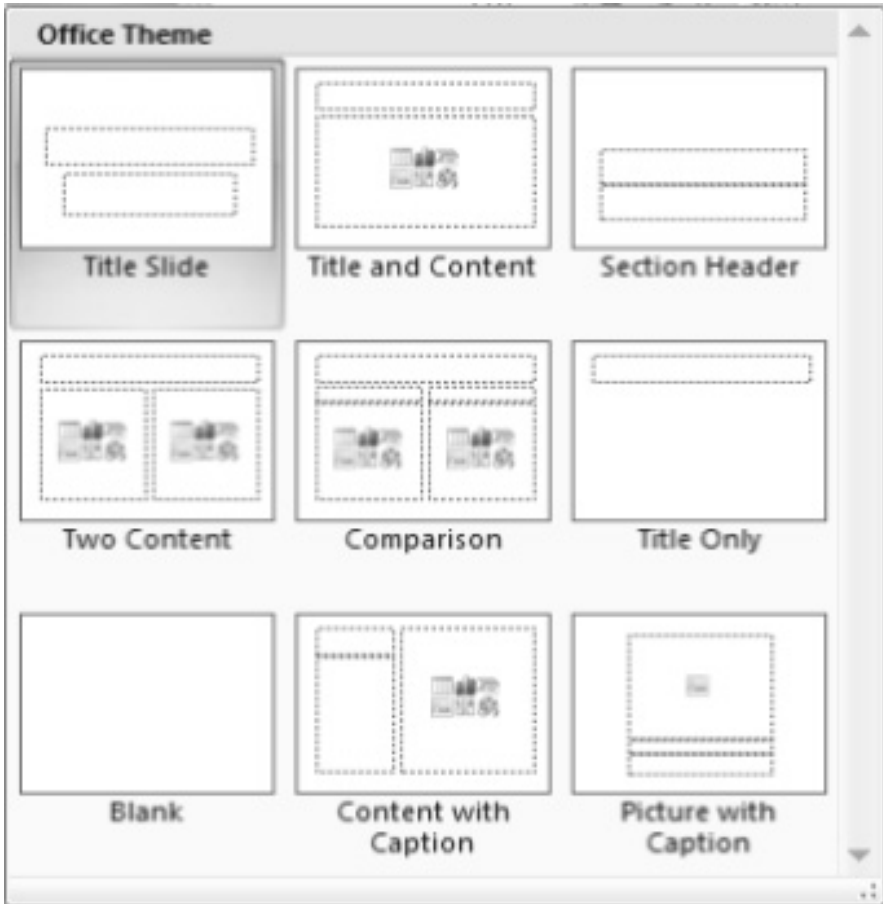 Office Theme
Title Slide
Title and Content
Section Header
Two Content
Comparison
Title Only
Blank
Content with
Caption
Picture with
Caption